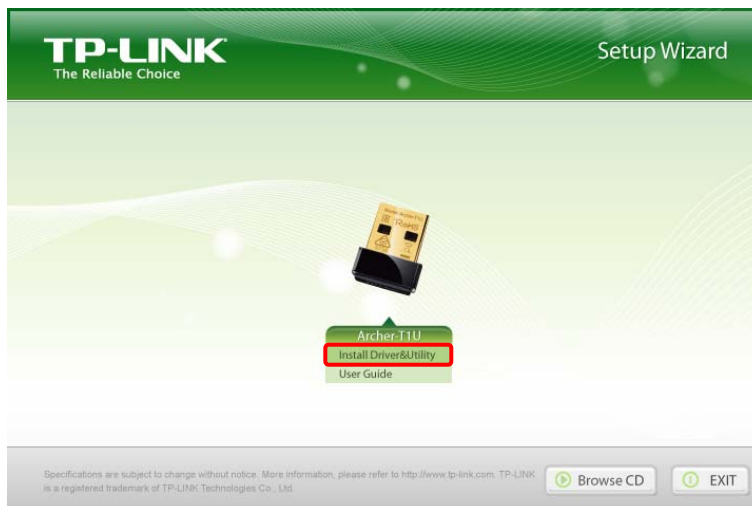 TP-LINK
The Reliable Choice
Setup Wizard
RoHS
Archer T1U
Install Driver&Utility
User Guide
Specifications are subject to change without notice. More information, please refer to http://www.tp-link.com. TP-LINK
is a registered trademark of TP-LINK Technologies Co., Ltd.
Browse CD
EXIT